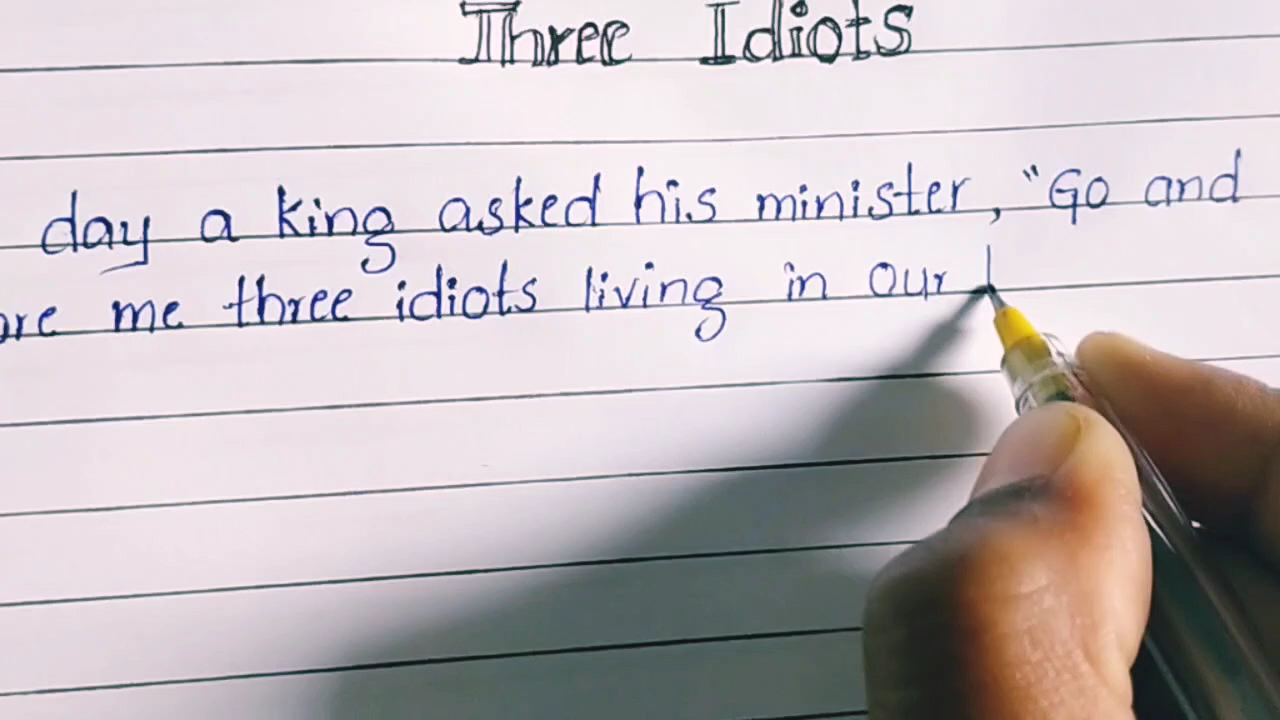 Three Idiots
day a king asked his minister, "Go and
me three idiots living in our